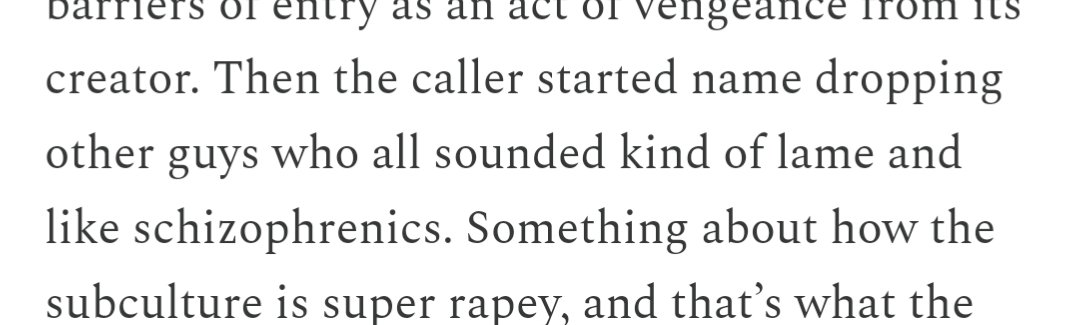 barriers of entry as an act of vengeance from its
creator. Then the caller started name dropping
other guys who all sounded kind of lame and
like schizophrenics. Something about how the
subculture is super rapey, and that’s what the